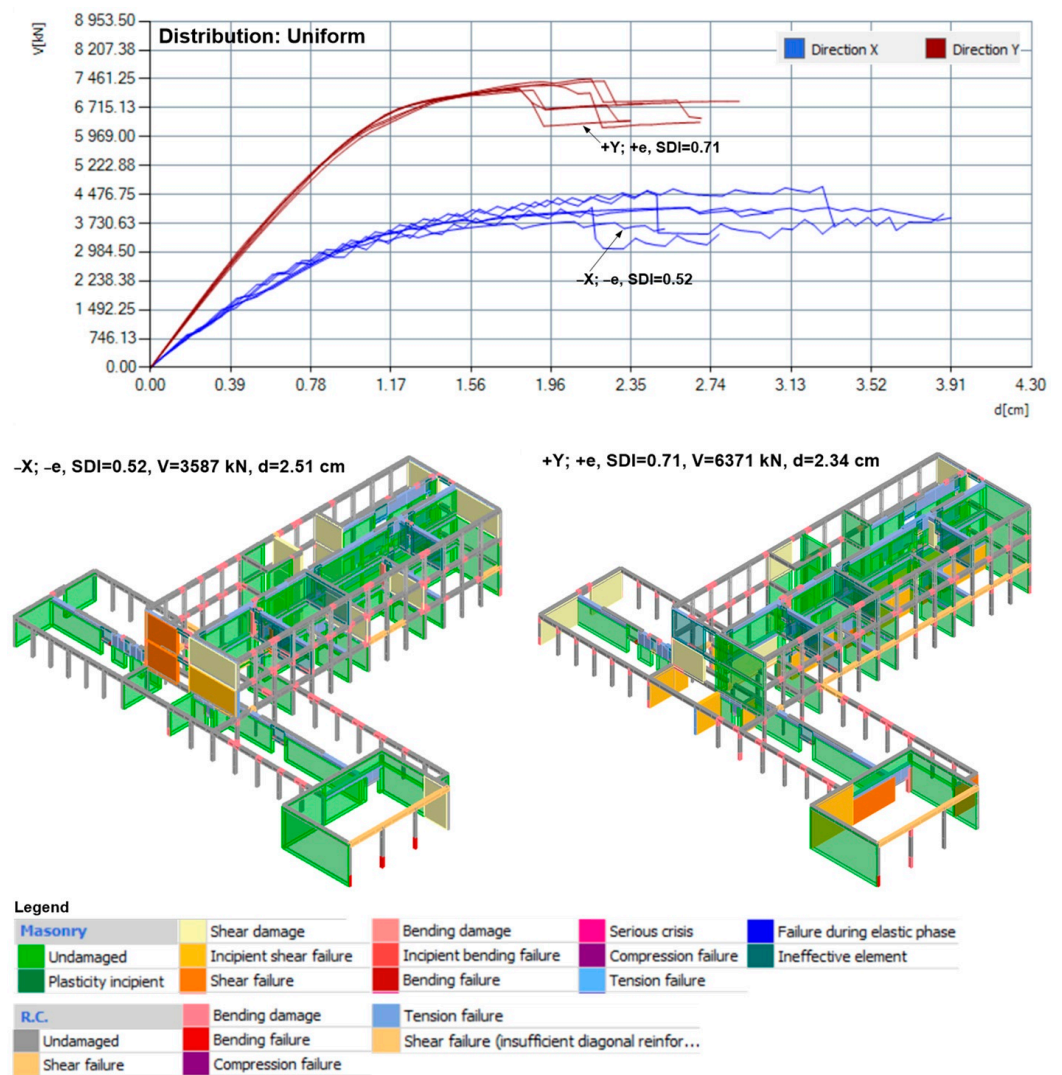 8 953.50
V[kN]
Distribution: Uniform
Direction X
Direction Y
8 207.38
7 461.25
6 715.13
5 969.00
5 222.88
4 476.75
3 730.63
2 984.50
2 238.38
1 492.25
746.13
0.00
+Y; +e, SDI=0.71
−X; −e, SDI=0.52
0.00 0.39 0.78 1.17 1.56 1.96 2.35 2.74 3.13 3.52 3.91 4.30
d[cm]
−X; −e, SDI=0.52, V=3587 kN, d=2.51 cm
+Y; +e, SDI=0.71, V=6371 kN, d=2.34 cm
Legend
Masonry Shear damage Bending damage Serious crisis Failure during elastic phase
Undamaged Incipient shear failure Incipient bending failure Compression failure Ineffective element
Plasticity incipient Shear failure Bending failure Tension failure
R.C. Bending damage Tension failure
Undamaged Bending failure Shear failure (insufficient diagonal reinfor...
Shear failure Compression failure